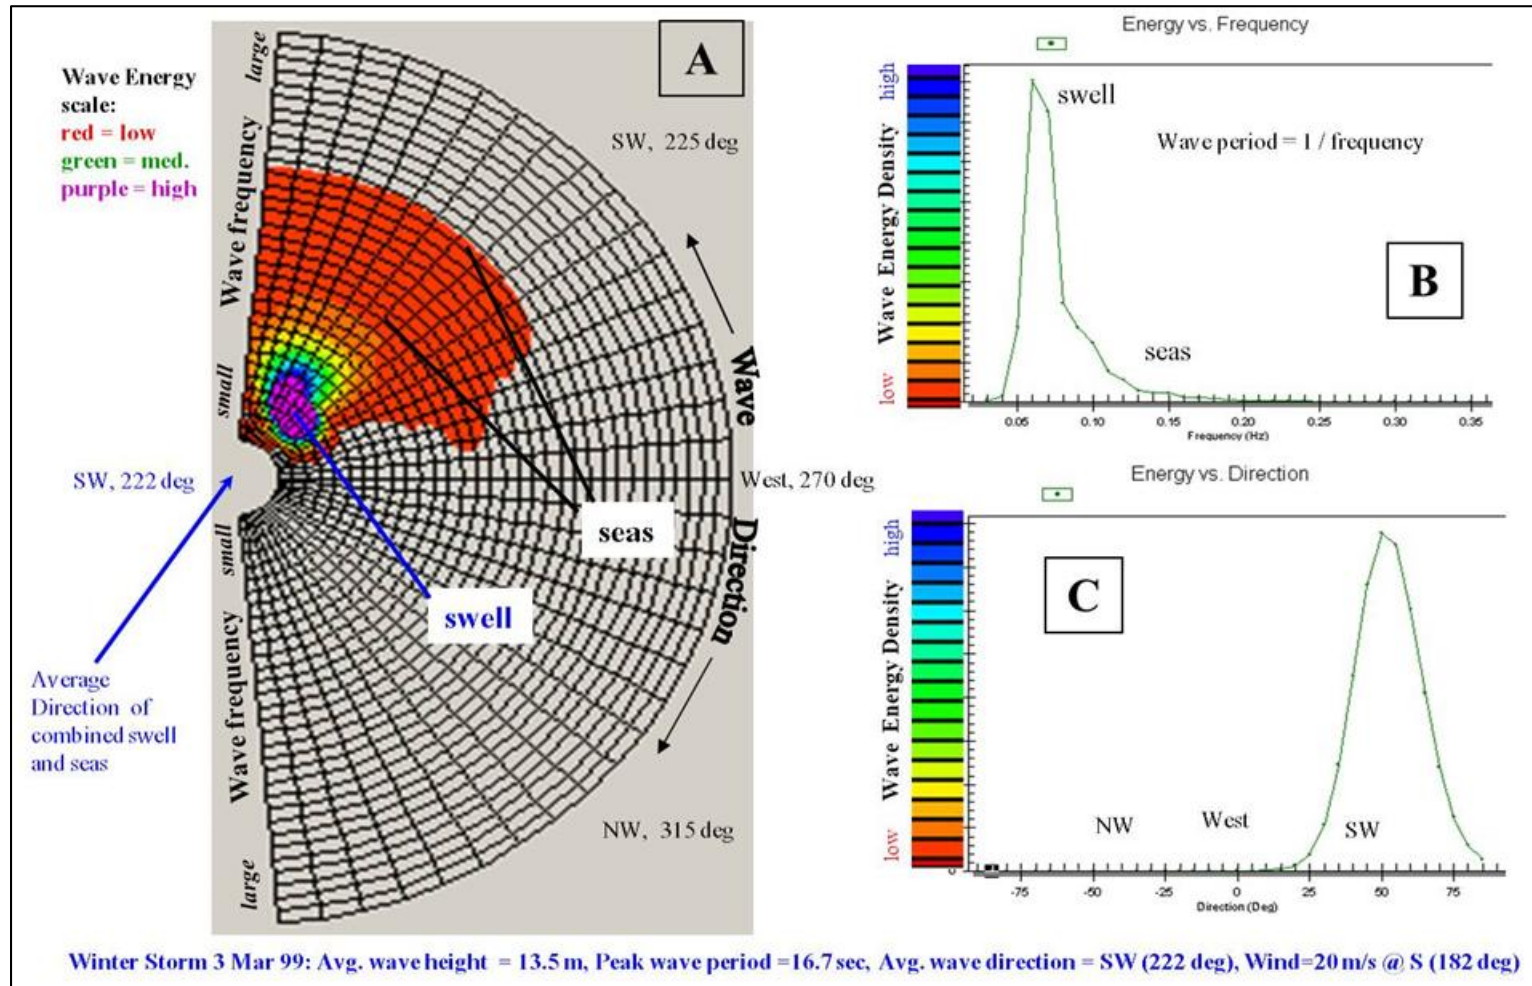 Wave Energy
scale:
red = low
green = med.
purple = high
A
large
Wave frequency
small
SW, 225 deg
SW, 222 deg
West, 270 deg
Wave
Direction
seas
swell
small
Wave frequency
large
NW, 315 deg
Average
Direction of
combined swell
and seas
Energy vs. Frequency
high
Wave Energy Density
low
swell
Wave period = 1 / frequency
B
seas
0.05 0.10 0.15 0.20 0.25 0.30 0.35
Frequency (Hz)
Energy vs. Direction
high
Wave Energy Density
low
C
NW West SW
0
-75 -50 -25 0 25 50 75
Direction (Deg)
Winter Storm 3 Mar 99: Avg. wave height = 13.5 m, Peak wave period =16.7 sec, Avg. wave direction = SW (222 deg), Wind=20 m/s @ S (182 deg)